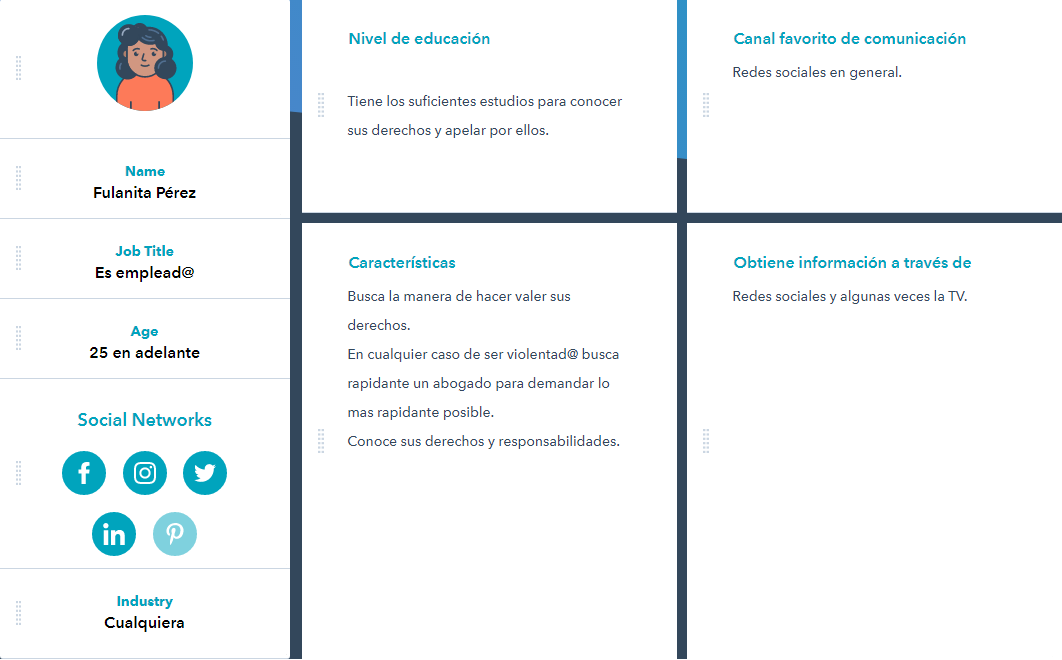 Name
Fulanita Pérez
Job Title
Es emplead@
Age
25 en adelante
Social Networks
in
Industry
Cualquiera
Nivel de educación
Tiene los suficientes estudios para conocer
sus derechos y apelar por ellos.
Canal favorito de comunicación
Redes sociales en general.
Características
Busca la manera de hacer valer sus
derechos.
En cualquier caso de ser violentad@ busca
rapidante un abogado para demandar lo
mas rapidante posible.
Conoce sus derechos y responsabilidades.
Obtiene información a través de
Redes sociales y algunas veces la TV.